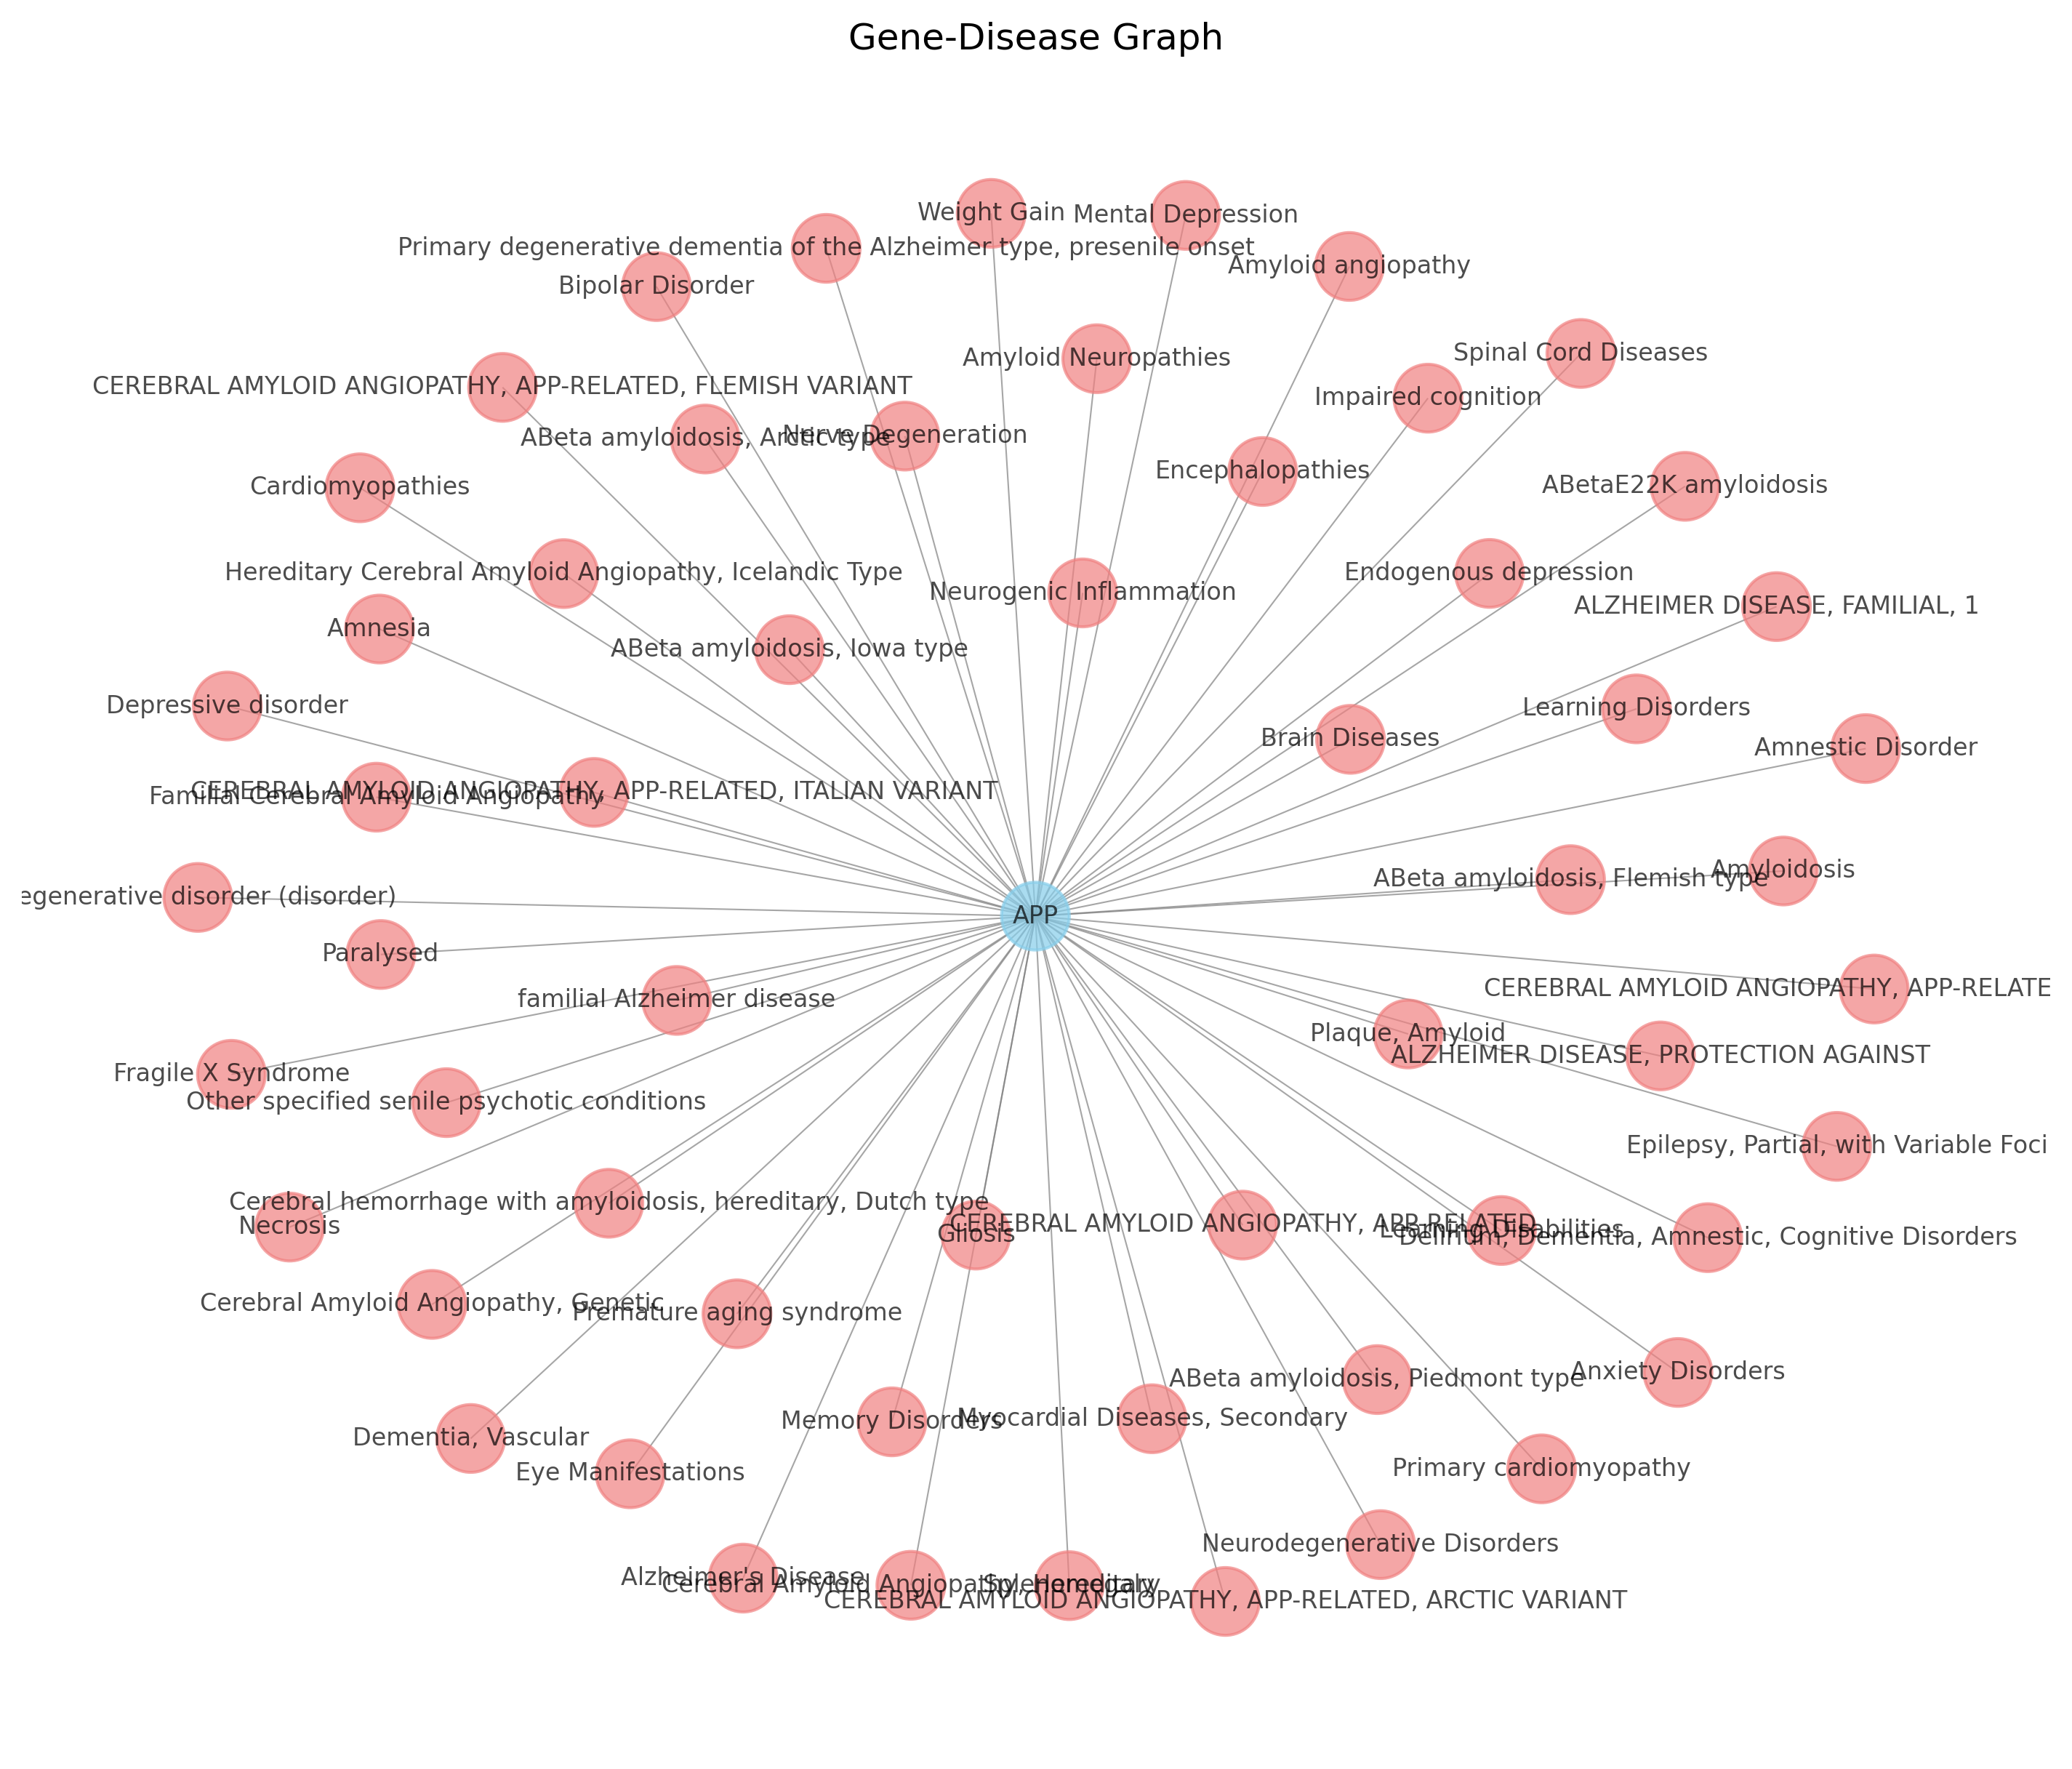 Gene-Disease Graph
Weight Gain
Mental Depression
Primary degenerative dementia of the Alzheimer type, presenile onset
Amyloid angiopathy
Bipolar Disorder
Spinal Cord Diseases
Amyloid Neuropathies
CEREBRAL AMYLOID ANGIOPATHY, APP-RELATED, FLEMISH VARIANT
Impaired cognition
ABeta amyloidosis, Arctic type
Nerve Degeneration
Encephalopathies
Cardiomyopathies
ABetaE22K amyloidosis
Hereditary Cerebral Amyloid Angiopathy, Icelandic Type
Endogenous depression
Neurogenic Inflammation
ALZHEIMER DISEASE, FAMILIAL, 1
Amnesia
ABeta amyloidosis, Iowa type
Depressive disorder
Learning Disorders
Brain Diseases
Amnestic Disorder
CEREBRAL AMYLOID ANGIOPATHY, APP-RELATED, ITALIAN VARIANT
Familial Cerebral Amyloid Angiopathy
ABeta amyloidosis, Flemish type
Amyloidosis
egenerative disorder (disorder)
APP
Paralysed
CEREBRAL AMYLOID ANGIOPATHY, APP-RELATE
familial Alzheimer disease
Plaque, Amyloid
ALZHEIMER DISEASE, PROTECTION AGAINST
Fragile X Syndrome
Other specified senile psychotic conditions
Epilepsy, Partial, with Variable Foci
Cerebral hemorrhage with amyloidosis, hereditary, Dutch type
Necrosis
Gliosis
CEREBRAL AMYLOID ANGIOPATHY, APP-RELATED
Learning Disabilities
Delirium, Dementia, Amnestic, Cognitive Disorders
Cerebral Amyloid Angiopathy, Genetic
Premature aging syndrome
Anxiety Disorders
ABeta amyloidosis, Piedmont type
Memory Disorders
Myocardial Diseases, Secondary
Dementia, Vascular
Eye Manifestations
Primary cardiomyopathy
Neurodegenerative Disorders
Alzheimer's Disease
Cerebral Amyloid Angiopathy, Hereditary
Splenomegaly
CEREBRAL AMYLOID ANGIOPATHY, APP-RELATED, ARCTIC VARIANT